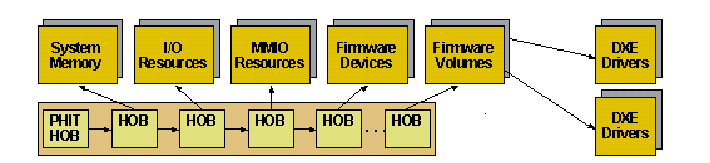 System
Memory
I/O
Resources
MMIO
Resources
Firmware
Devices
Firmware
Volumes
DXE
Drivers
PHIT
HOB
HOB
HOB
HOB
HOB
. . .
HOB
DXE
Drivers